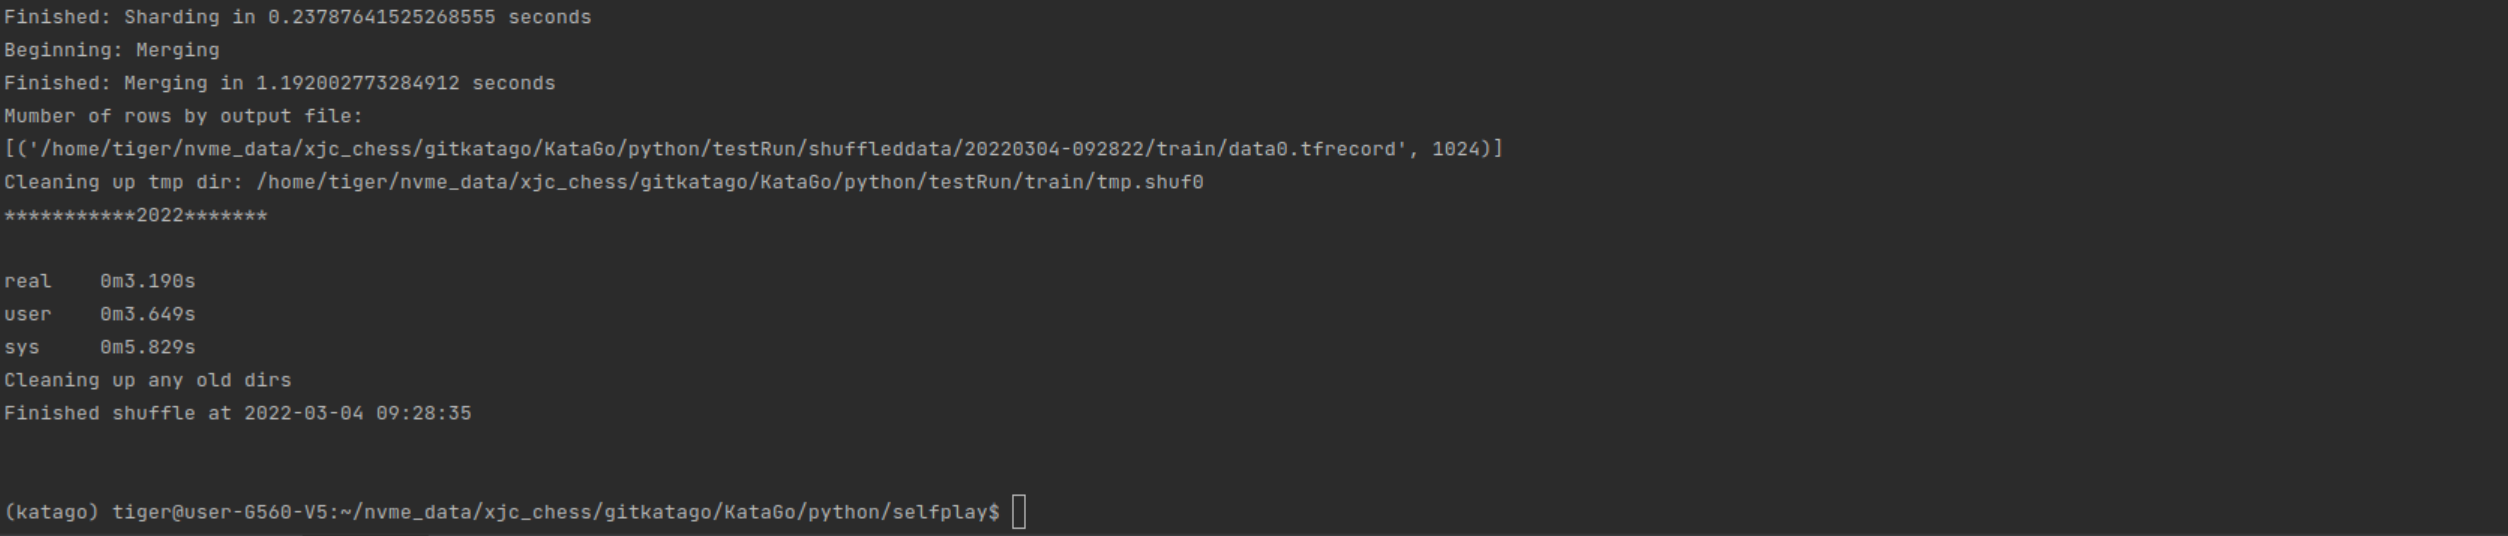 Finished: Sharding in 0.23787641525268555 seconds
Beginning: Merging
Finished: Merging in 1.192002773284912 seconds
Mumber of rows by output file:
[('/home/tiger/nvme_data/xjc_chess/gitkatago/KataGo/python/testRun/shuffleddata/20220304-092822/train/data0.tfrecord', 1024)]
Cleaning up tmp dir: /home/tiger/nvme_data/xjc_chess/gitkatago/KataGo/python/testRun/train/tmp.shuf0
***********2022*******
real    0m3.190s
user    0m3.649s
sys     0m5.829s
Cleaning up any old dirs
Finished shuffle at 2022-03-04 09:28:35
(katago) tiger@user-G560-V5:~/nvme_data/xjc_chess/gitkatago/KataGo/python/selfplay$